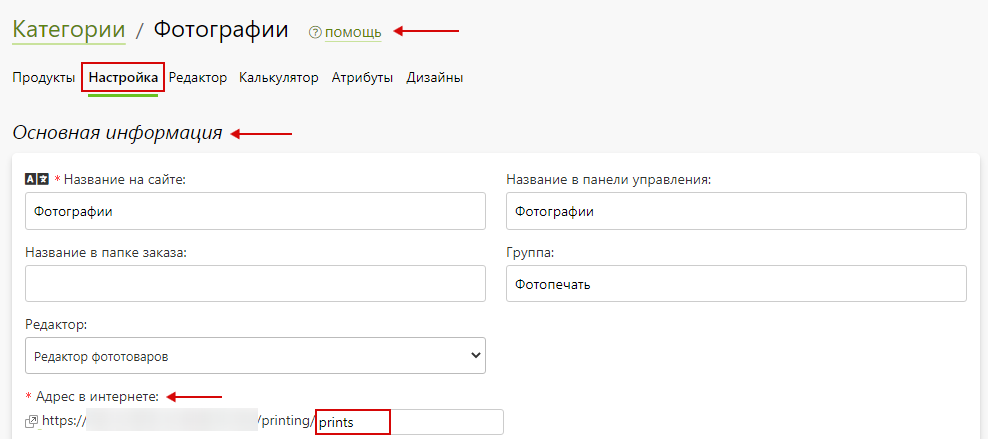 Категории / Фотографии ? помощь
Продукты Настройка Редактор Калькулятор Атрибуты Дизайны
Основная информация
* Название на сайте: Название в панели управления:
Фотографии Фотографии
Название в папке заказа: Группа:
Фотопечать
Редактор:
Редактор фототоваров
* Адрес в интернете:
https:// /printing/ prints